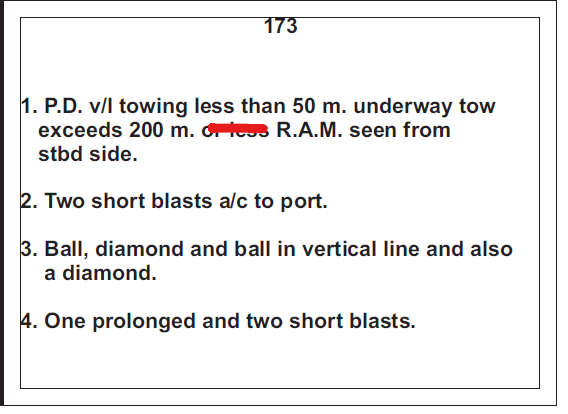 173
1. P.D. v/l towing less than 50 m. underway tow
exceeds 200 m. or less R.A.M. seen from
stbd side.
2. Two short blasts a/c to port.
3. Ball, diamond and ball in vertical line and also
a diamond.
4. One prolonged and two short blasts.